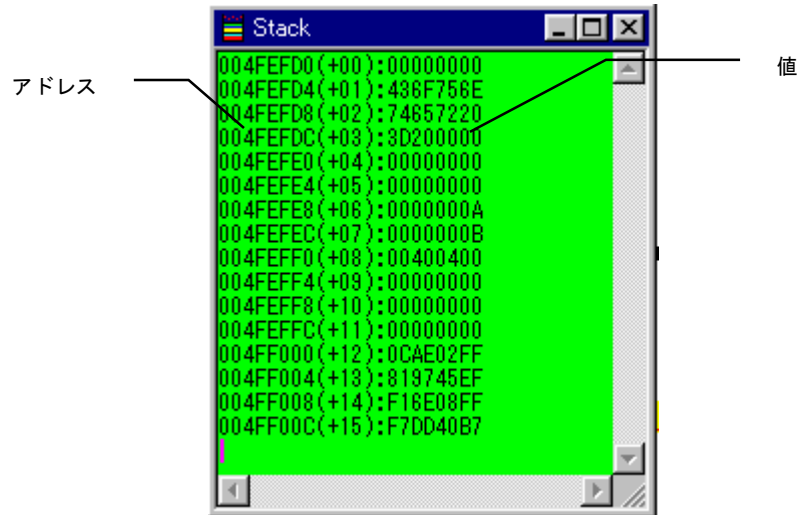 Stack
004FEFD0(+00):00000000
004FEFD4(+01):436F756E
004FEFD8(+02):74657220
004FEFDC(+03):3D200000
004FEFE0(+04):00000000
004FEFE4(+05):00000000
004FEFE8(+06):0000000A
004FEFEC(+07):0000000B
004FEFF0(+08):00400400
004FEFF4(+09):00000000
004FEFF8(+10):00000000
004FEFFC(+11):00000000
004FF000(+12):0CAE02FF
004FF004(+13):819745EF
004FF008(+14):F16E08FF
004FF00C(+15):F7DD40B7
アドレス
値